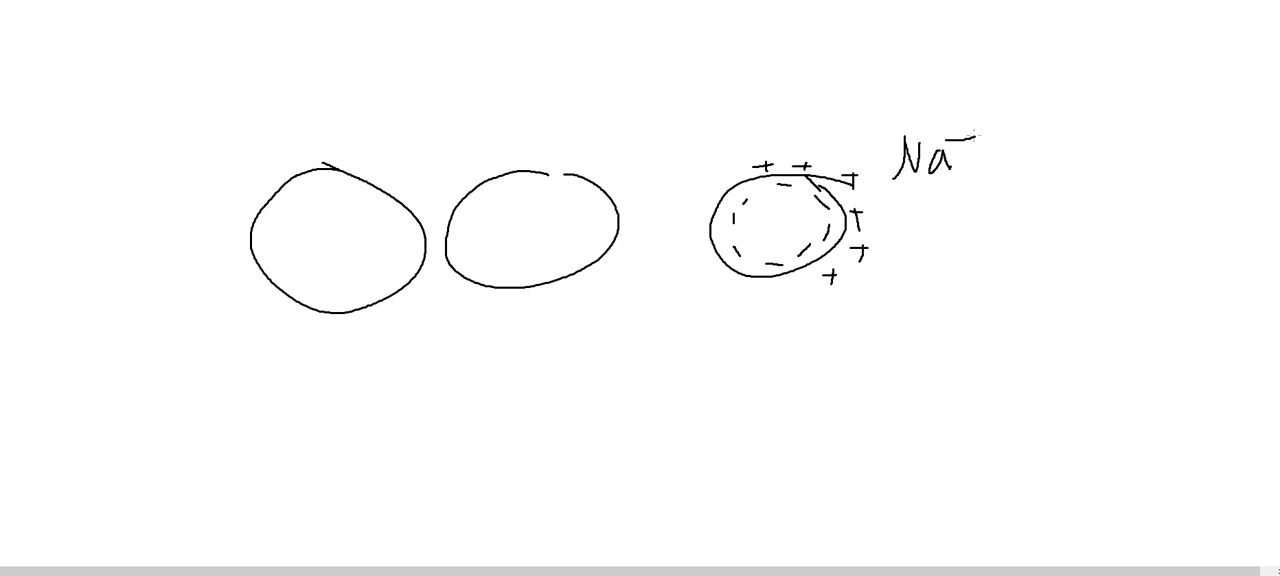 + + +
Na-
+
+
+